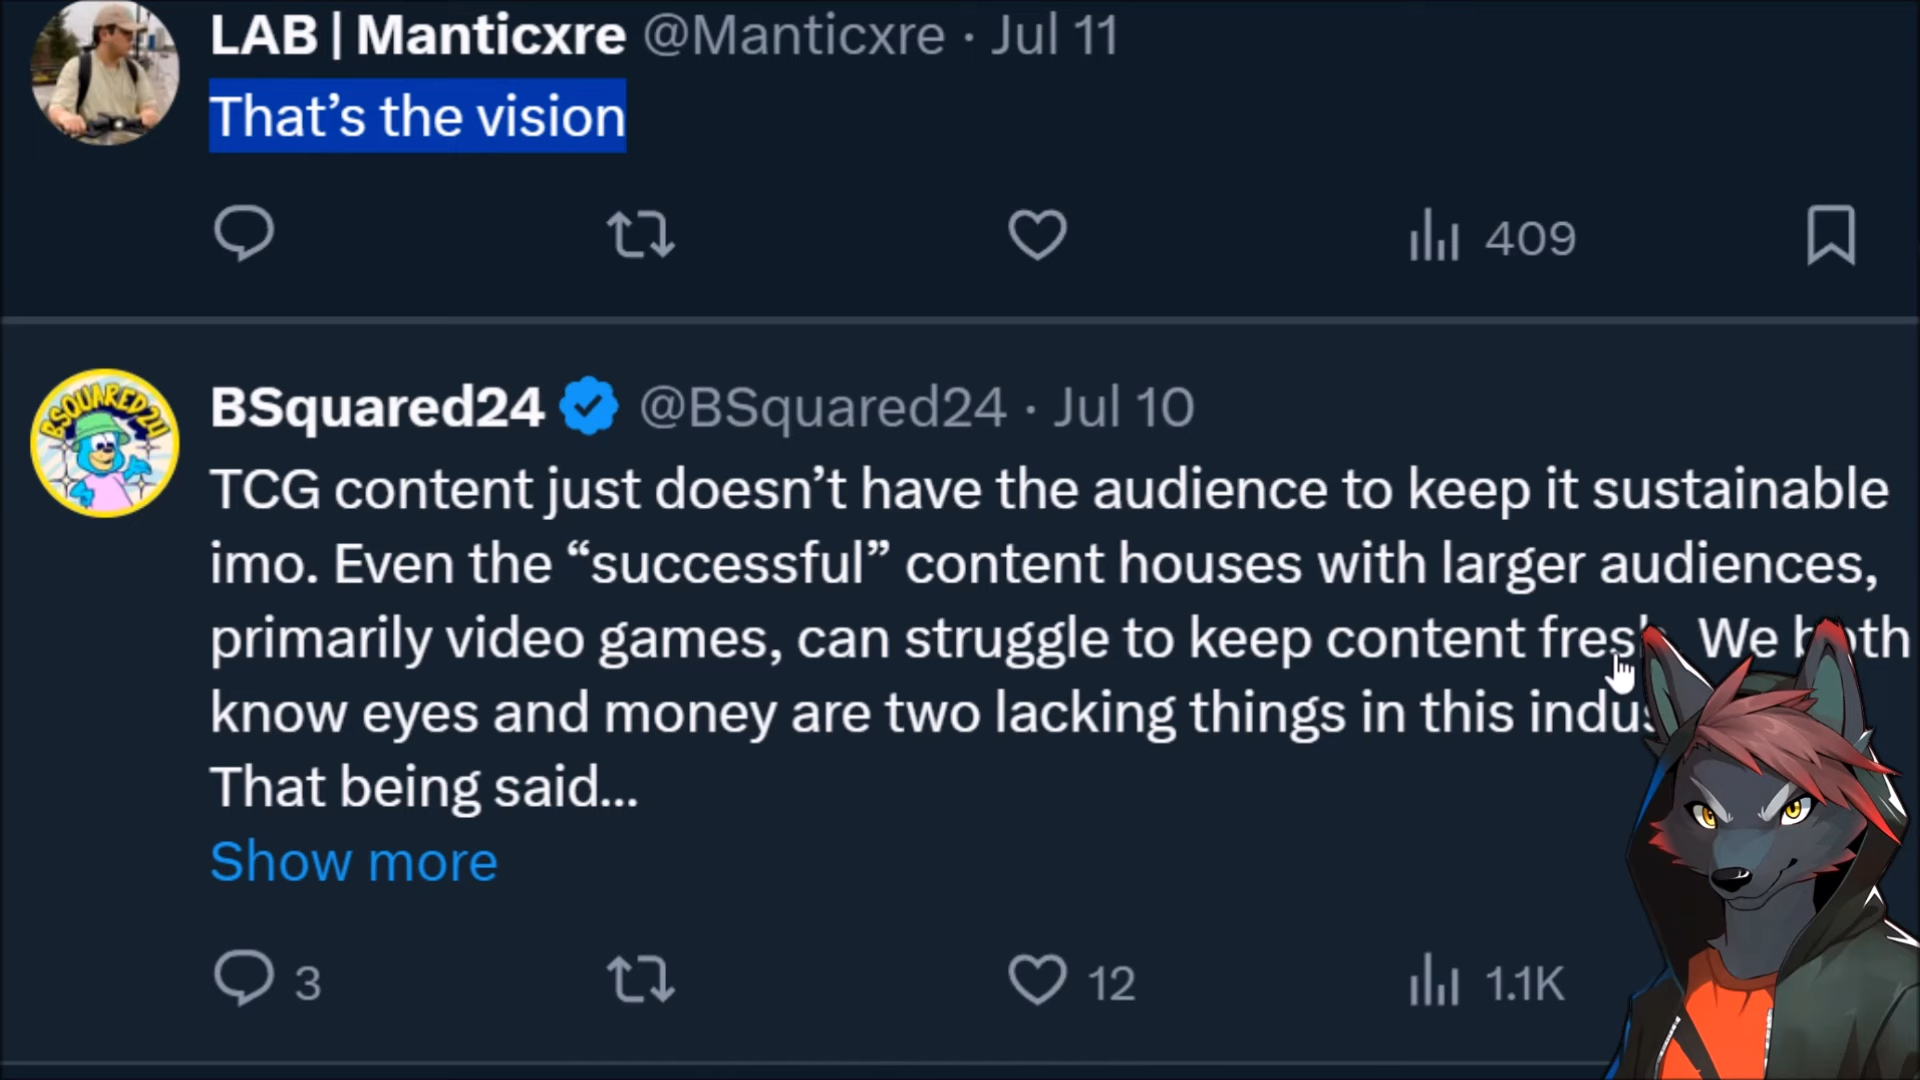 LAB | Manticxre @Manticxre · Jul 11
That’s the vision
409
BSQUARED24
BSquared24 @BSquared24 · Jul 10
TCG content just doesn’t have the audience to keep it sustainable
imo. Even the “successful” content houses with larger audiences,
primarily video games, can struggle to keep content We both
know eyes and money are two lacking things in this
That being said...
Show more
3 12 1.1K